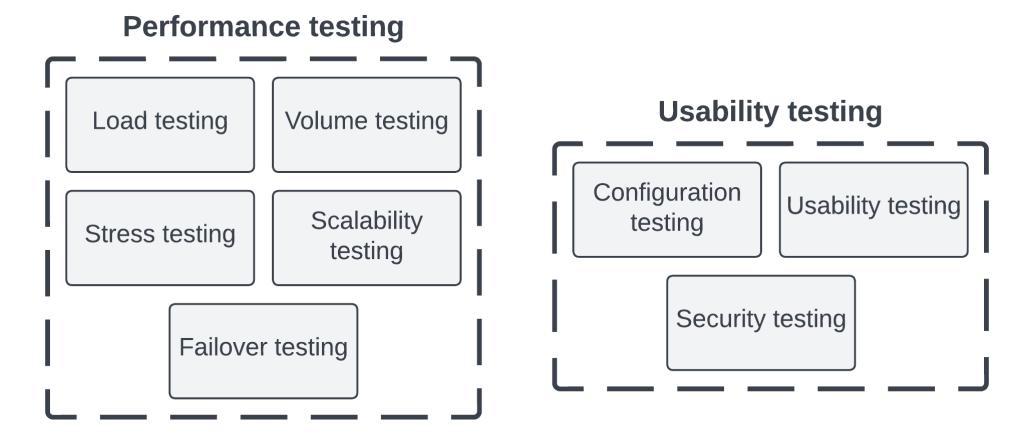 Performance testing
Load testing
Volume testing
Stress testing
Scalability
testing
Failover testing
Usability testing
Configuration
testing
Usability testing
Security testing